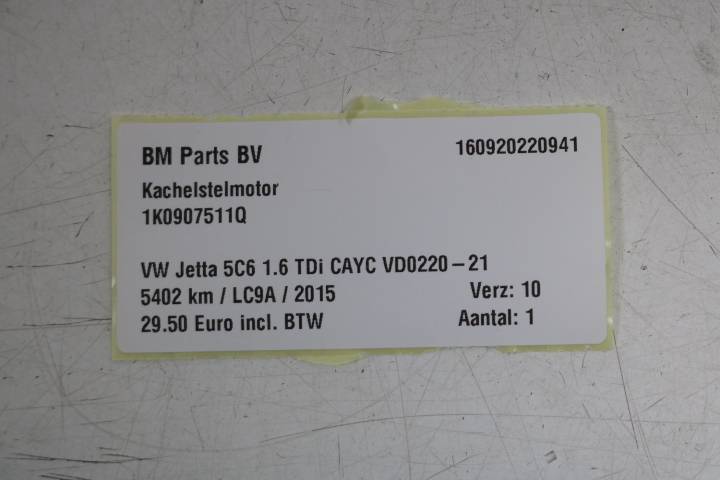 BM Parts BV 160920220941
Kachelstelmotor
1K0907511Q
VW Jetta 5C6 1.6 TDi CAYC VD0220-21
5402 km / LC9A / 2015 Verz: 10
29.50 Euro incl. BTW Aantal: 1